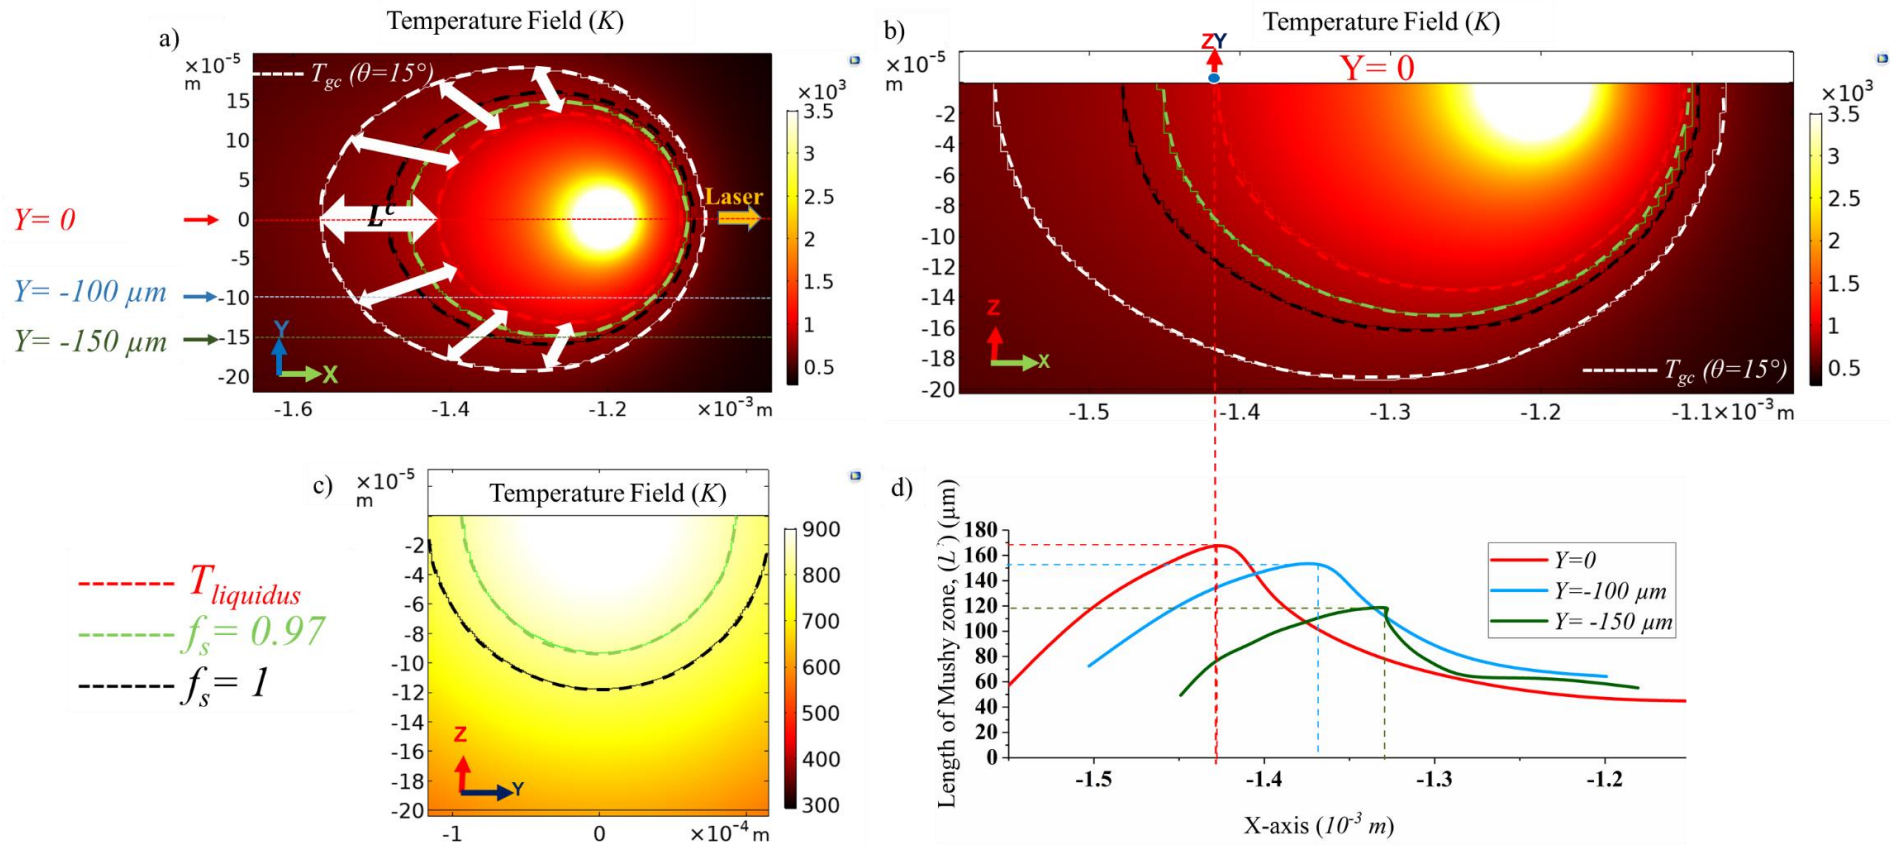 a)
Temperature Field (K)
×10⁻⁵
m
T_gc (θ=15°)
×10³
15
10
5
0
-5
-10
-15
-20
-1.6
-1.4
-1.2
×10⁻³ m
3.5
3
2.5
2
1.5
1
0.5
Lᶜ
Laser
Y
X
Y= 0
Y= -100 µm
Y= -150 µm
b)
Temperature Field (K)
×10⁻⁵
m
ZY
Y= 0
×10³
-2
-4
-6
-8
-10
-12
-14
-16
-18
-20
Z
X
T_gc (θ=15°)
-1.5
-1.4
-1.3
-1.2
-1.1×10⁻³ m
3.5
3
2.5
2
1.5
1
0.5
T_liquidus
f_s= 0.97
f_s= 1
c)
×10⁻⁵
m
Temperature Field (K)
-2
-4
-6
-8
-10
-12
-14
-16
-18
-20
Z
Y
-1
0
×10⁻⁴ m
900
800
700
600
500
400
300
d)
Length of Mushy zone, (L) (µm)
180
160
140
120
100
80
60
40
20
0
Y=0
Y=-100 µm
Y= -150 µm
-1.5
-1.4
-1.3
-1.2
X-axis (10⁻³ m)